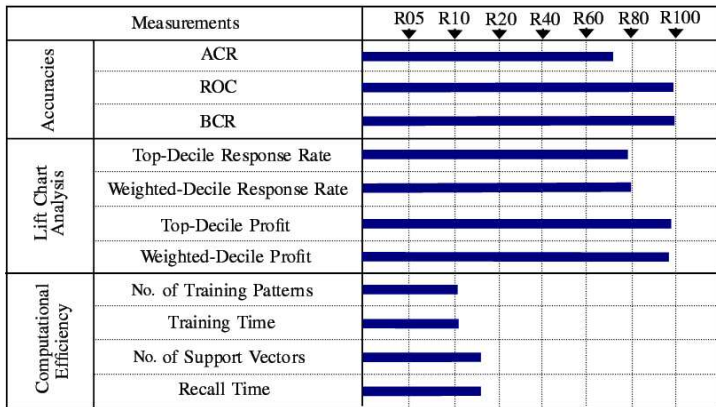 Measurements R05 R10 R20 R40 R60 R80 R100
Accuracies
ACR
ROC
BCR
Lift Chart
Analysis
Top-Decile Response Rate
Weighted-Decile Response Rate
Top-Decile Profit
Weighted-Decile Profit
Computational
Efficiency
No. of Training Patterns
Training Time
No. of Support Vectors
Recall Time